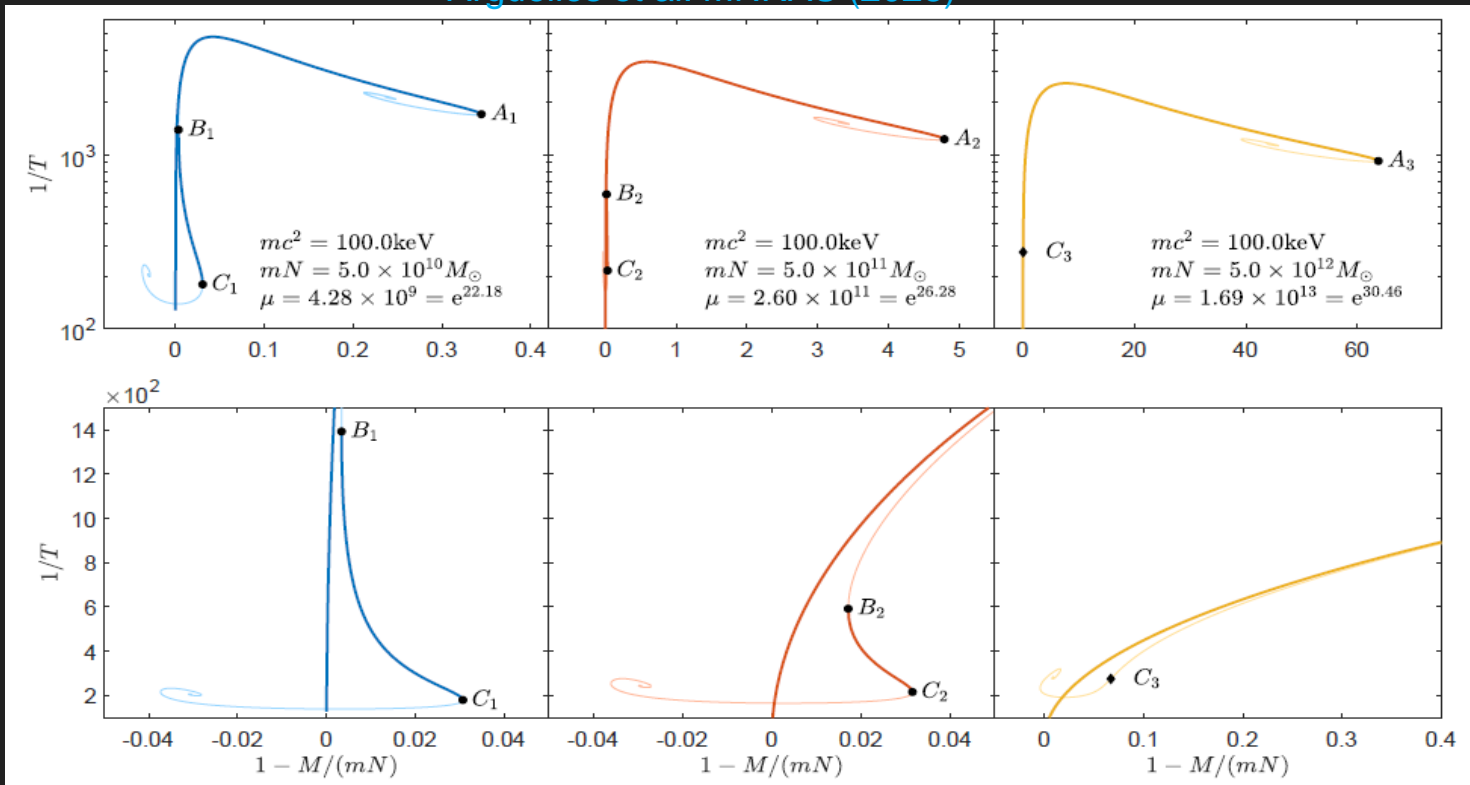 A_1
B_1
C_1
10^3
10^2
1/T
mc^2 = 100.0keV
mN = 5.0 × 10^10 M_⊙
μ = 4.28 × 10^9 = e^22.18
0 0.1 0.2 0.3 0.4
A_2
B_2
C_2
mc^2 = 100.0keV
mN = 5.0 × 10^11 M_⊙
μ = 2.60 × 10^11 = e^26.28
0 1 2 3 4 5
A_3
C_3
mc^2 = 100.0keV
mN = 5.0 × 10^12 M_⊙
μ = 1.69 × 10^13 = e^30.46
0 20 40 60
×10^2
14
12
10
8
6
4
2
1/T
B_1
C_1
-0.04 -0.02 0 0.02 0.04
1 − M/(mN)
B_2
C_2
-0.04 -0.02 0 0.02 0.04
1 − M/(mN)
C_3
0 0.1 0.2 0.3 0.4
1 − M/(mN)